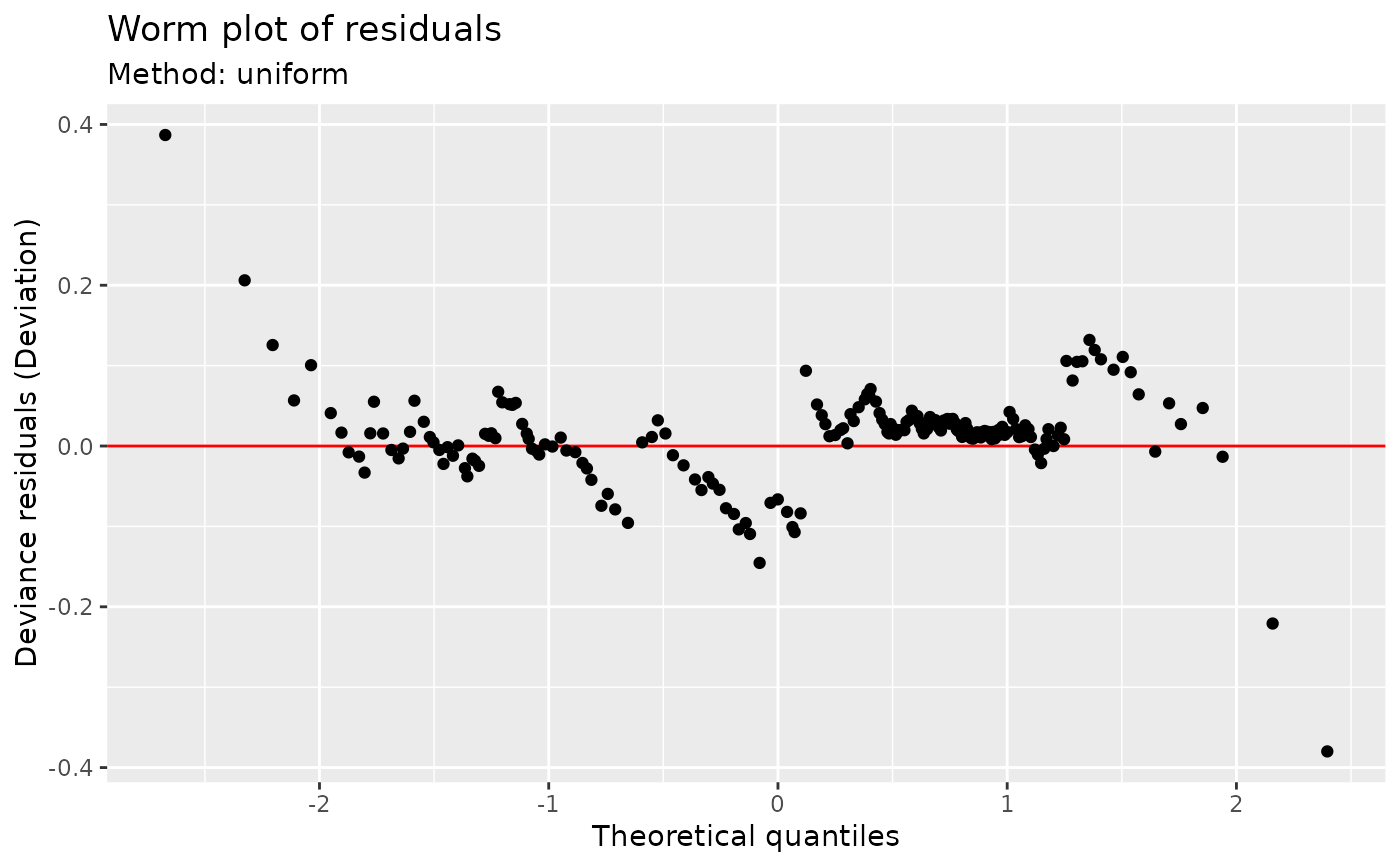 Worm plot of residuals
Method: uniform
Deviance residuals (Deviation)
0.4
0.2
0.0
-0.2
-0.4
-2
-1
0
1
2
Theoretical quantiles